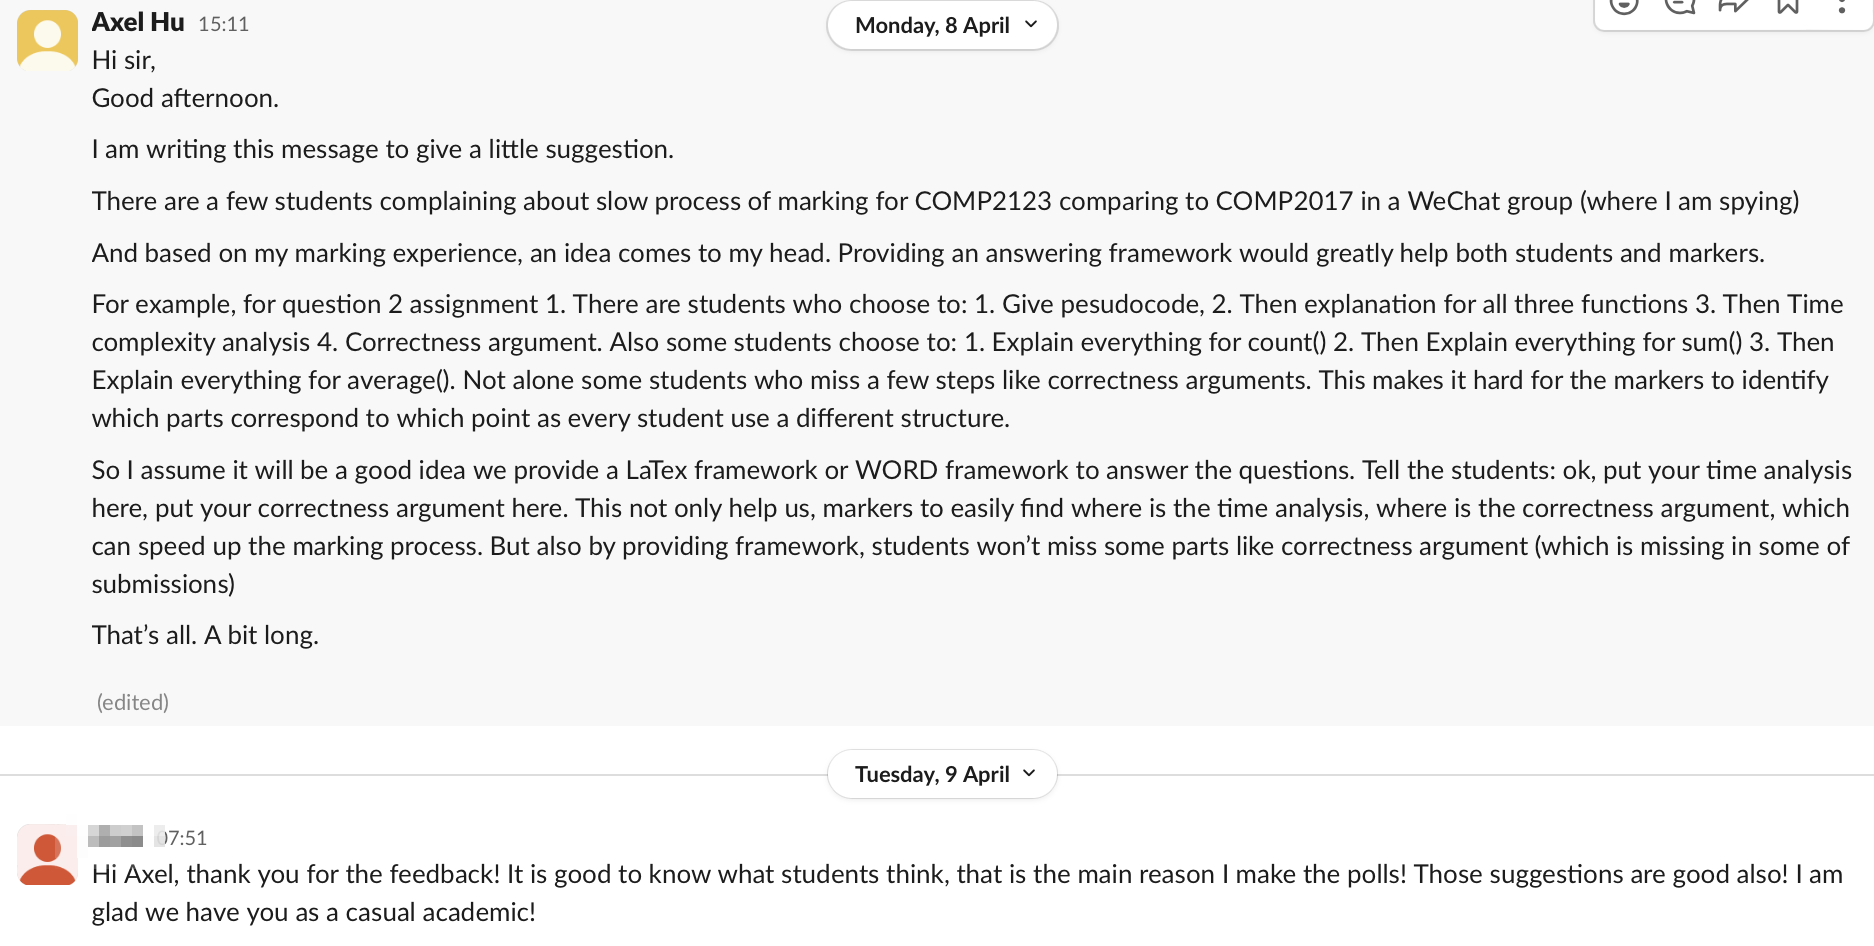 Axel Hu 15:11
Monday, 8 April
Hi sir,
Good afternoon.
I am writing this message to give a little suggestion.
There are a few students complaining about slow process of marking for COMP2123 comparing to COMP2017 in a WeChat group (where I am spying)
And based on my marking experience, an idea comes to my head. Providing an answering framework would greatly help both students and markers.
For example, for question 2 assignment 1. There are students who choose to: 1. Give pesudocode, 2. Then explanation for all three functions 3. Then Time
complexity analysis 4. Correctness argument. Also some students choose to: 1. Explain everything for count() 2. Then Explain everything for sum() 3. Then
Explain everything for average(). Not alone some students who miss a few steps like correctness arguments. This makes it hard for the markers to identify
which parts correspond to which point as every student use a different structure.
So I assume it will be a good idea we provide a LaTex framework or WORD framework to answer the questions. Tell the students: ok, put your time analysis
here, put your correctness argument here. This not only help us, markers to easily find where is the time analysis, where is the correctness argument, which
can speed up the marking process. But also by providing framework, students won’t miss some parts like correctness argument (which is missing in some of
submissions)
That’s all. A bit long.
(edited)
Tuesday, 9 April
07:51
Hi Axel, thank you for the feedback! It is good to know what students think, that is the main reason I make the polls! Those suggestions are good also! I am
glad we have you as a casual academic!